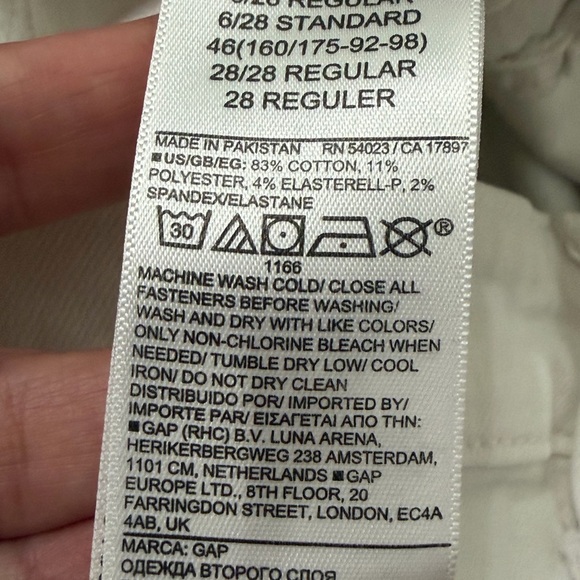 6/28 REGULAR
6/28 STANDARD
46(160/175-92-98)
28/28 REGULAR
28 REGULER
MADE IN PAKISTAN RN 54023 / CA 17897
■US/GB/EG: 83% COTTON, 11%
POLYESTER, 4% ELASTERELL-P, 2%
SPANDEX/ELASTANE
30 ®
1166
MACHINE WASH COLD/ CLOSE ALL
FASTENERS BEFORE WASHING/
WASH AND DRY WITH LIKE COLORS/
ONLY NON-CHLORINE BLEACH WHEN
NEEDED/ TUMBLE DRY LOW/ COOL
IRON/ DO NOT DRY CLEAN
DISTRIBUIDO POR/ IMPORTED BY/
IMPORTE PAR/ ΕΙΣΑΓΕΤΑΙ ΑΠΟ ΤΗΝ:
■GAP (RHC) B.V. LUNA ARENA,
HERIKERBERGWEG 238 AMSTERDAM,
1101 CM, NETHERLANDS ■GAP
EUROPE LTD., 8TH FLOOR, 20
FARRINGDON STREET, LONDON, EC4A
4AB, UK
MARCA: GAP
ОДЕЖДА ВТОРОГО СЛОЯ